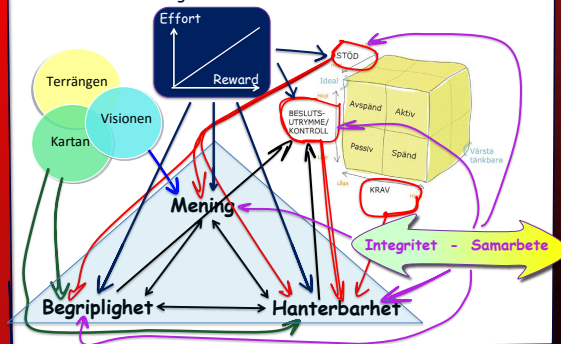 Effort
Reward
STÖD
Terrängen
Visionen
Kartan
Ideal
Avspänd
Aktiv
BESLUTS-
UTRYMME/
KONTROLL
Passiv
Spänd
Värsta
tänkbara
Låga
KRAV
Mening
Integritet - Samarbete
Begriplighet
Hanterbarhet